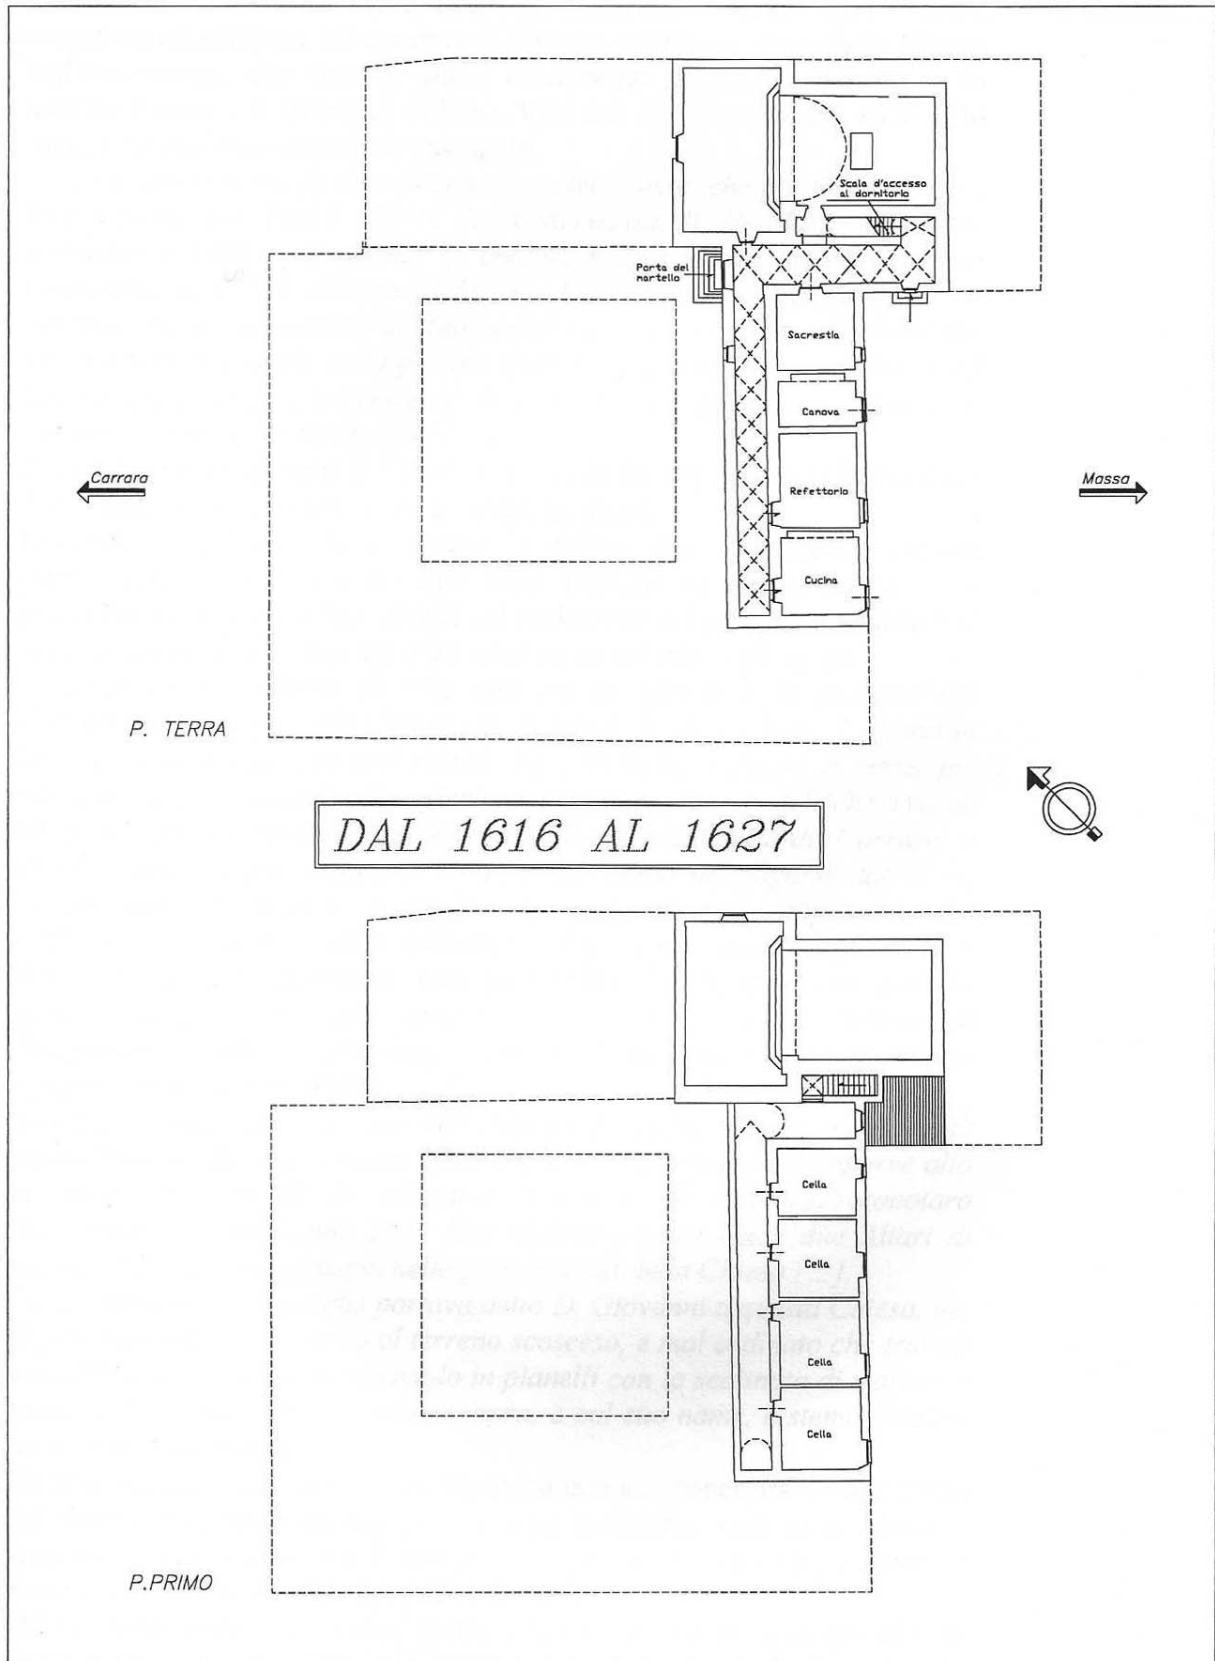 Scala d'accesso
al dormitorio
Porta del
martello
Sacrestia
Canova
Carrara
Massa
Refettorio
Cucina
P. TERRA
DAL 1616 AL 1627
Cella
Cella
Cella
Cella
P.PRIMO